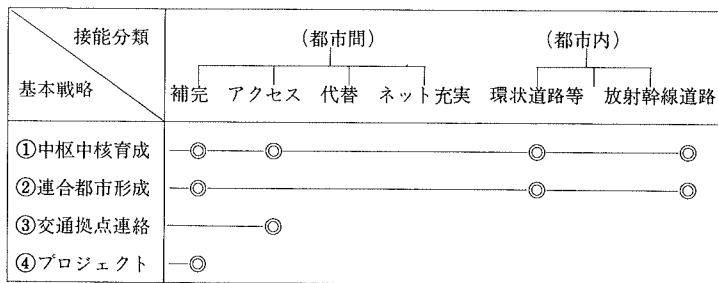 接能分類
(都市間)
(都市内)
基本戦略
補完 アクセス 代替 ネット充実 環状道路等 放射幹線道路
①中枢中核育成 ◎ ◎ ◎ ◎
②連合都市形成 ◎ ◎ ◎
③交通拠点連絡 ◎
④プロジェクト ◎